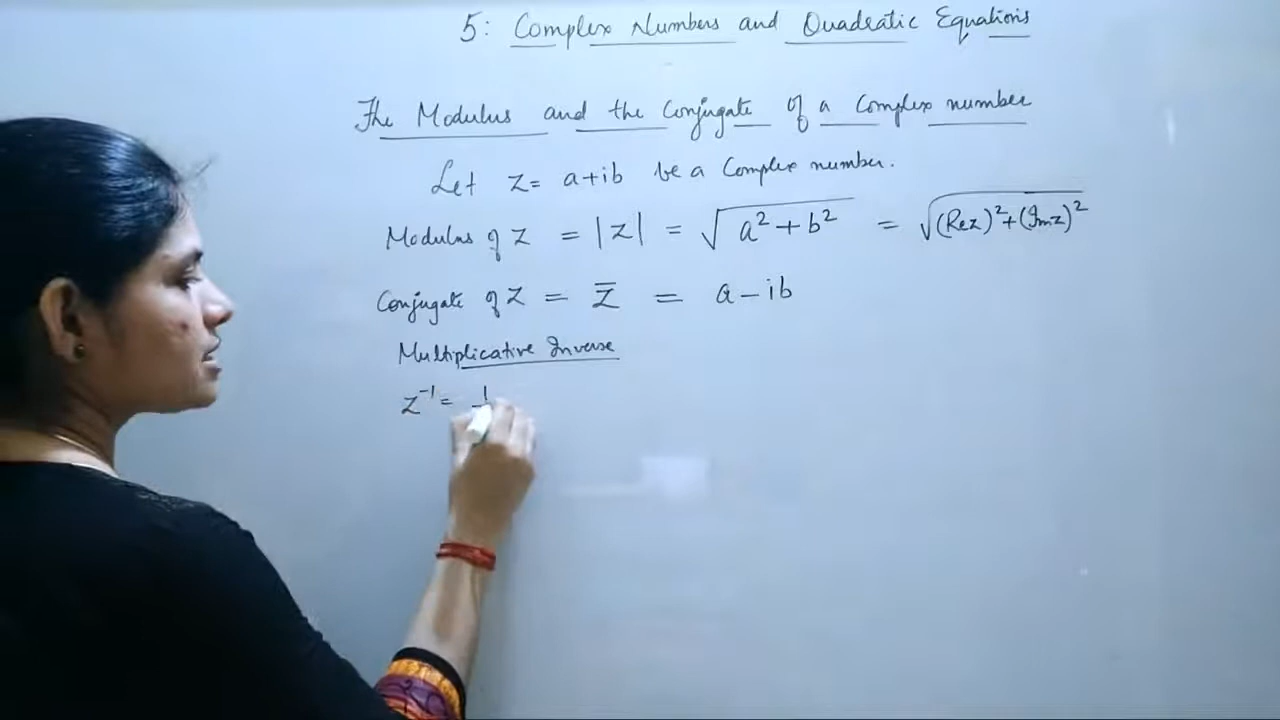 5: Complex Numbers and Quadratic Equations
The Modulus and the Conjugate of a Complex number
Let z = a+ib be a Complex number.
Modulus of z = |z| = √(a²+b²) = √((Rez)²+(Imz)²)
Conjugate of z = z̅ = a-ib
Multiplicative Inverse
z⁻¹ = 1